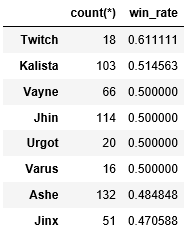 count(*) win_rate
Twitch 18 0.611111
Kalista 103 0.514563
Vayne 66 0.500000
Jhin 114 0.500000
Urgot 20 0.500000
Varus 16 0.500000
Ashe 132 0.484848
Jinx 51 0.470588